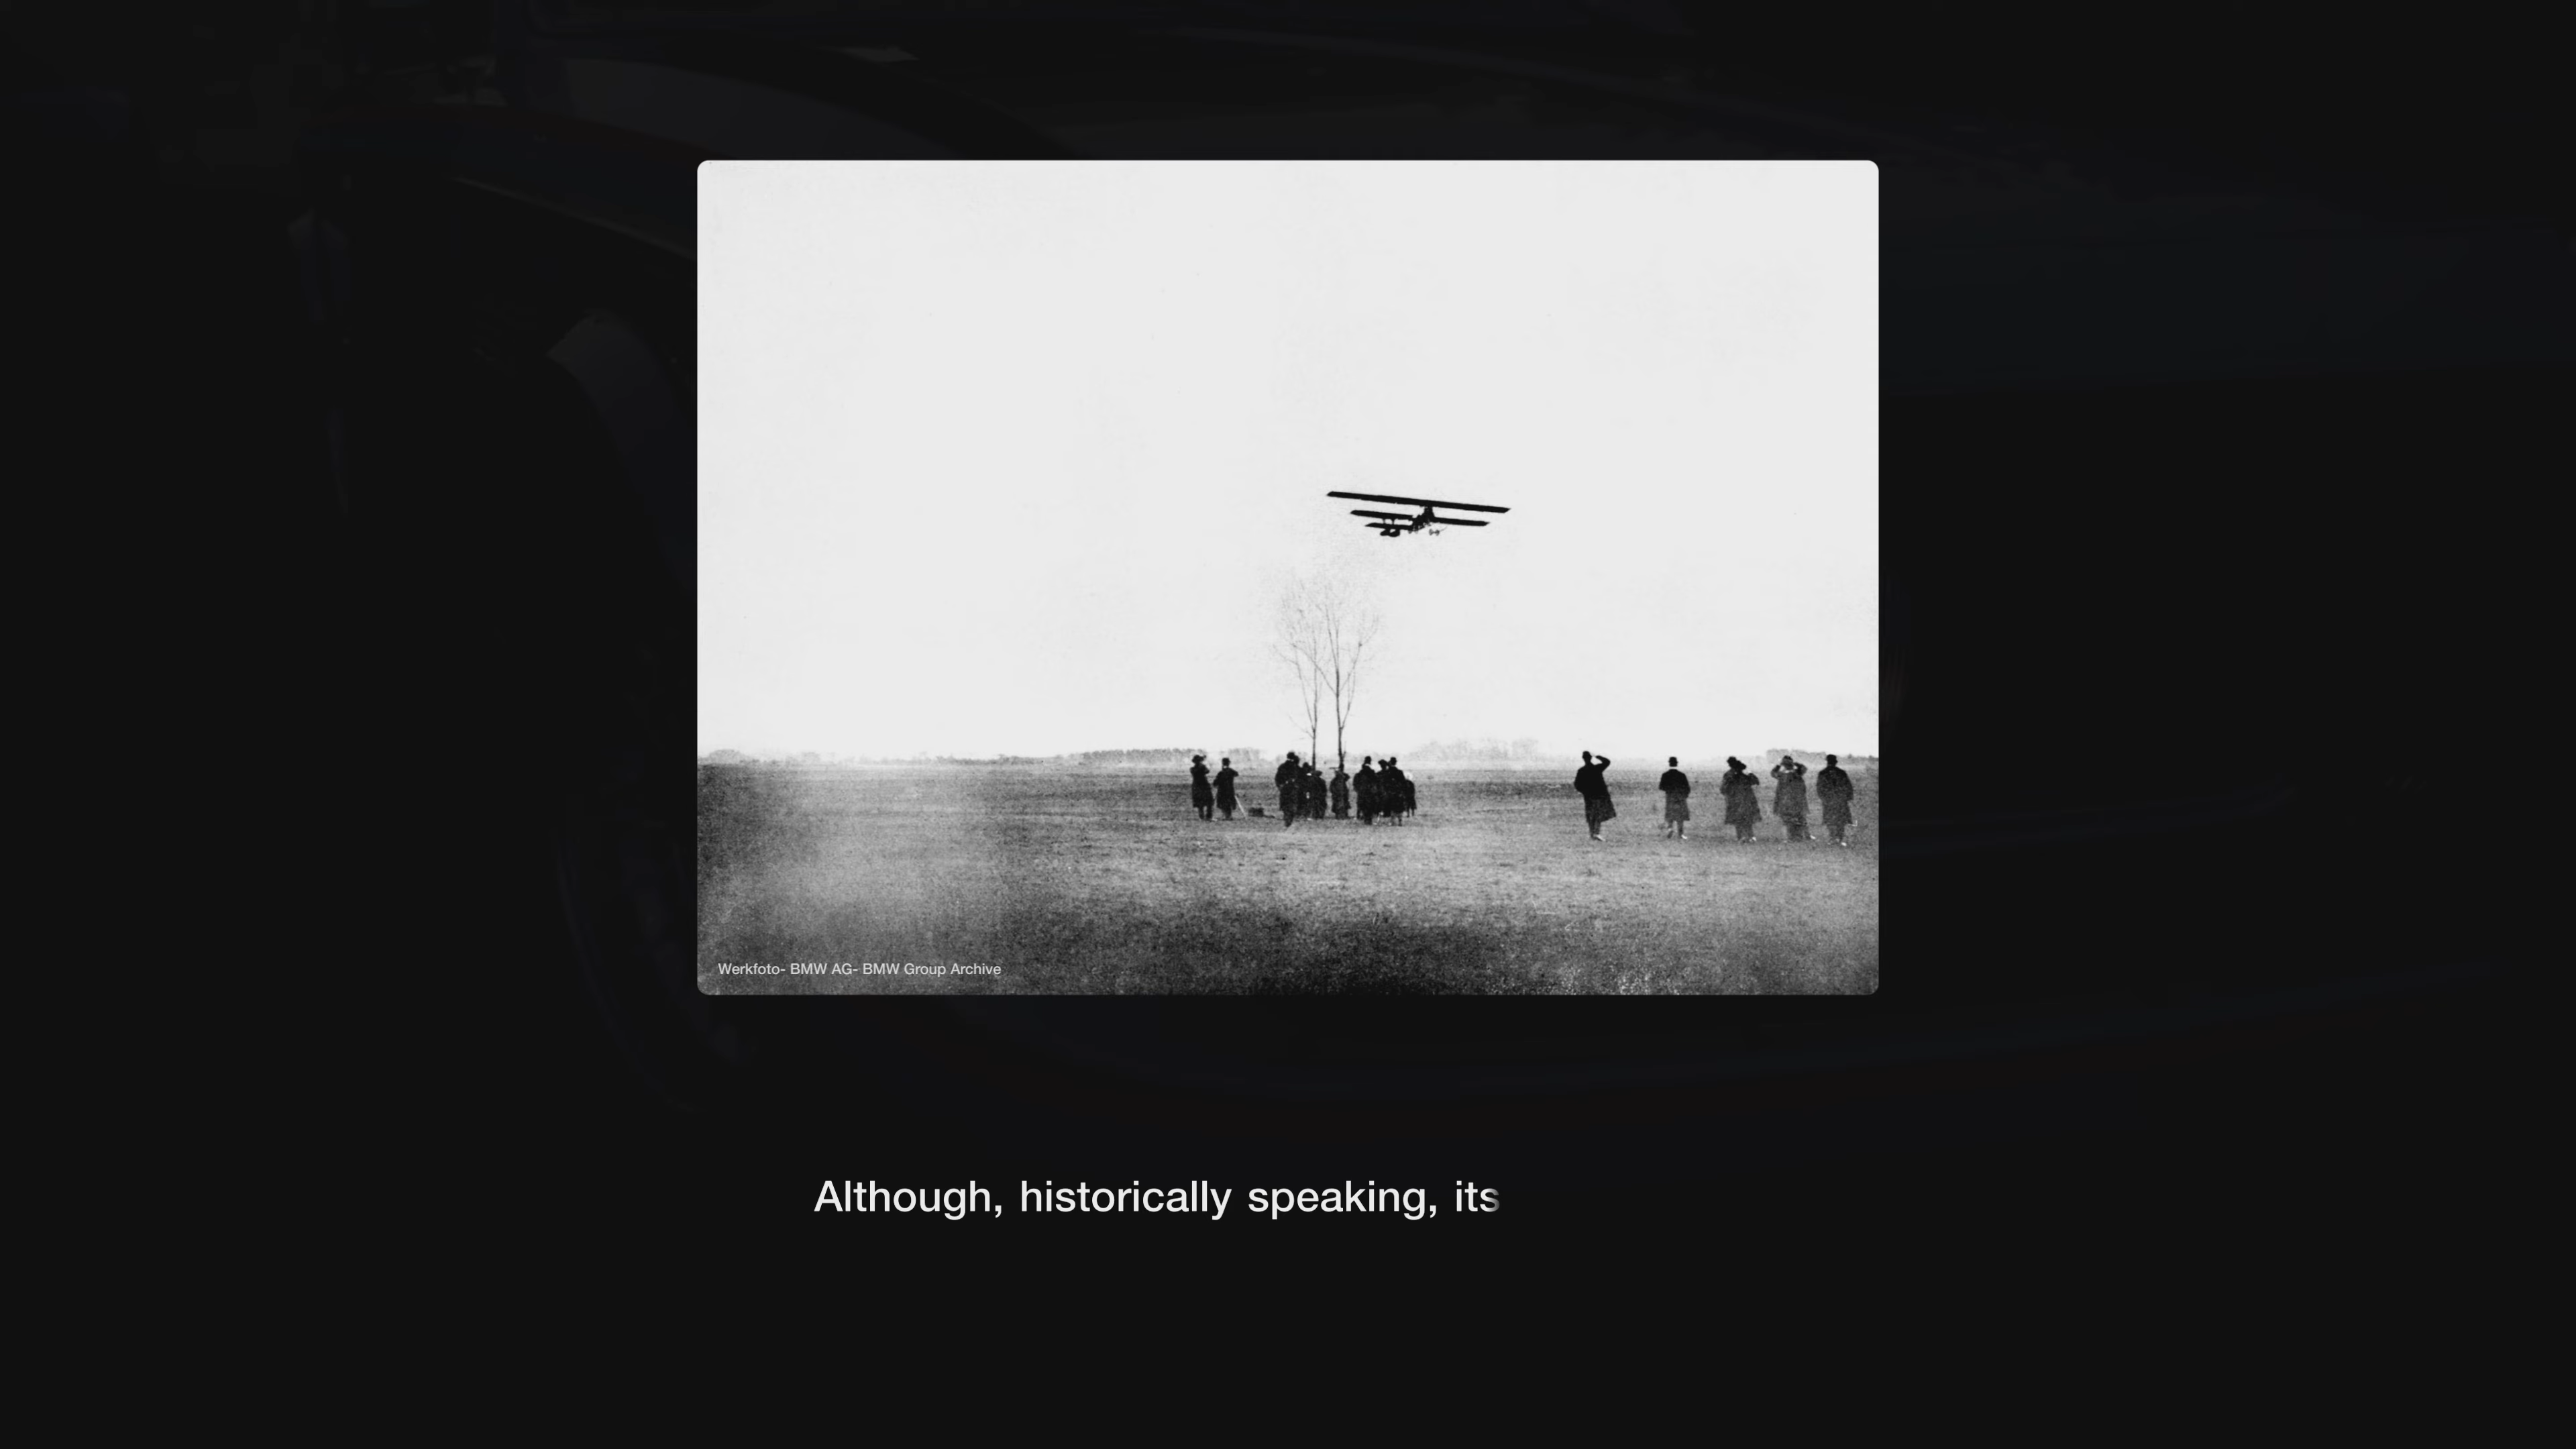 Werkfoto- BMW AG- BMW Group Archive
Although, historically speaking, its